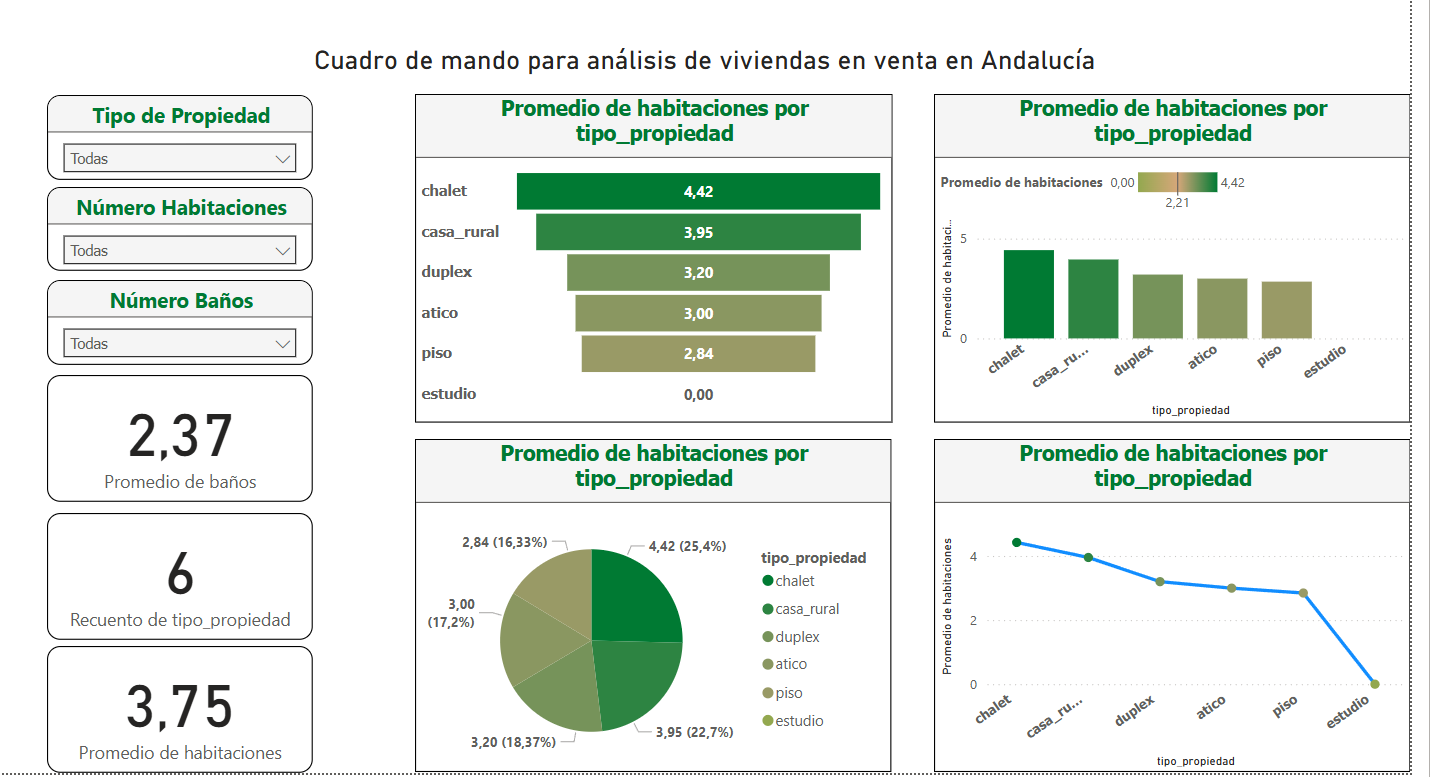 Cuadro de mando para análisis de viviendas en venta en Andalucía
Tipo de Propiedad
Todas
Número Habitaciones
Todas
Número Baños
Todas
2,37
Promedio de baños
6
Recuento de tipo_propiedad
3,75
Promedio de habitaciones
Promedio de habitaciones por
tipo_propiedad
chalet 4,42
casa_rural 3,95
duplex 3,20
atico 3,00
piso 2,84
estudio 0,00
Promedio de habitaciones por
tipo_propiedad
Promedio de habitaciones 0,00 4,42
2,21
Promedio de habitaci...
5
0
chalet
casa_ru...
duplex
atico
piso
estudio
tipo_propiedad
Promedio de habitaciones por
tipo_propiedad
2,84 (16,33%)
4,42 (25,4%)
3,00
(17,2%)
3,20 (18,37%)
3,95 (22,7%)
tipo_propiedad
chalet
casa_rural
duplex
atico
piso
estudio
Promedio de habitaciones por
tipo_propiedad
Promedio de habitaciones
4
2
0
chalet
casa_ru...
duplex
atico
piso
estudio
tipo_propiedad